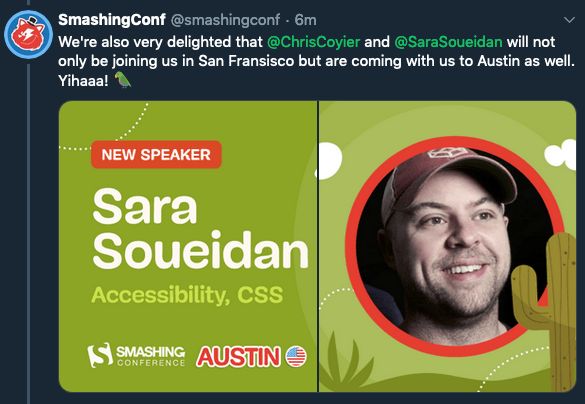 SmashingConf @smashingconf · 6m
We're also very delighted that @ChrisCoyier and @SaraSoueidan will not
only be joining us in San Fransisco but are coming with us to Austin as well.
Yihaaa!
NEW SPEAKER
Sara
Soueidan
Accessibility, CSS
SMASHING
CONFERENCE
AUSTIN